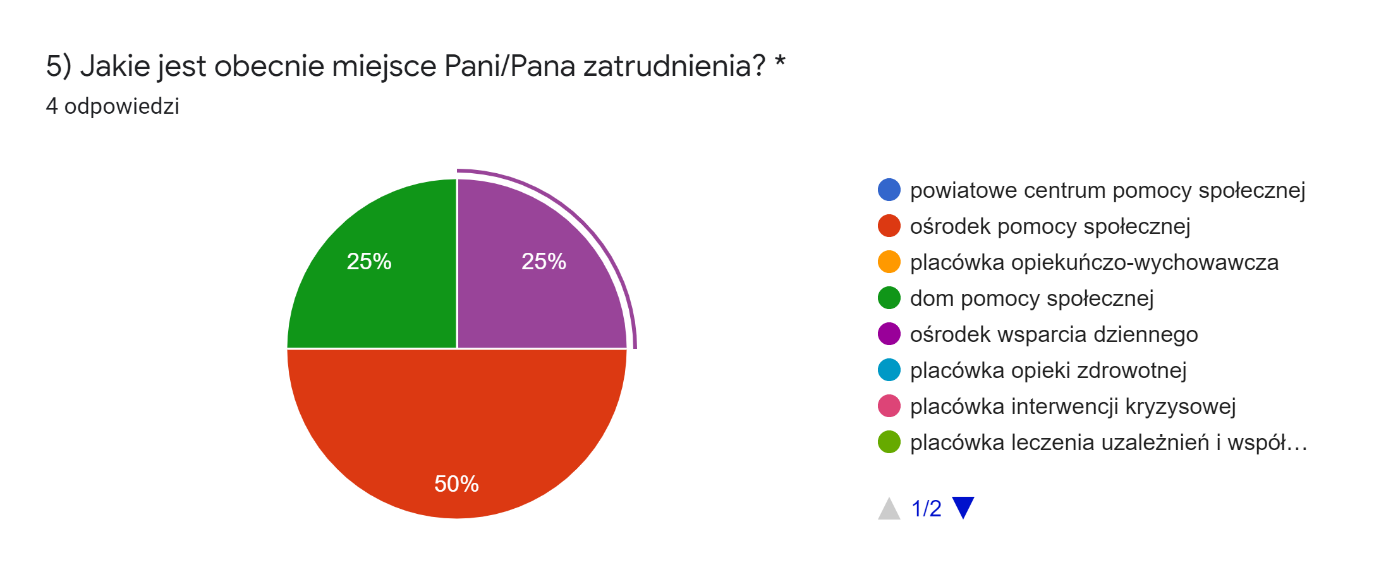 5) Jakie jest obecnie miejsce Pani/Pana zatrudnienia? *
4 odpowiedzi
25%
25%
50%
powiatowe centrum pomocy społecznej
ośrodek pomocy społecznej
placówka opiekuńczo-wychowawcza
dom pomocy społecznej
ośrodek wsparcia dziennego
placówka opieki zdrowotnej
placówka interwencji kryzysowej
placówka leczenia uzależnień i współ…
1/2